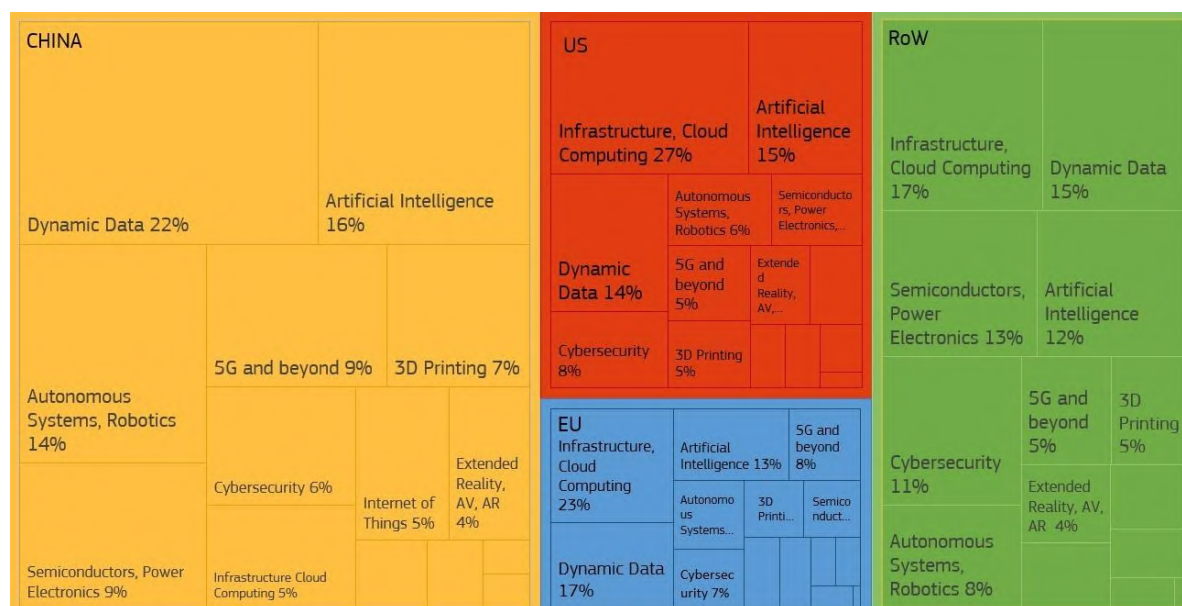 CHINA
Dynamic Data 22%
Artificial Intelligence
16%
Autonomous
Systems, Robotics
14%
5G and beyond 9%
3D Printing 7%
Semiconductors, Power
Electronics 9%
Cybersecurity 6%
Infrastructure Cloud
Computing 5%
Internet of
Things 5%
Extended
Reality,
AV, AR
4%
US
Infrastructure, Cloud
Computing 27%
Artificial
Intelligence
15%
Dynamic
Data 14%
Cybersecurity
8%
Autonomous
Systems,
Robotics 6%
Semiconducto
rs, Power
Electronics,...
5G and
beyond
5%
Extende
d
Reality,
AV,...
3D Printing
5%
EU
Infrastructure,
Cloud
Computing
23%
Dynamic Data
17%
Artificial
Intelligence 13%
5G and
beyond
8%
Autonomo
us
Systems...
3D
Printi...
Semico
nduct...
Cybersec
urity 7%
RoW
Infrastructure,
Cloud Computing
17%
Dynamic Data
15%
Semiconductors,
Power
Electronics 13%
Artificial
Intelligence
12%
Cybersecurity
11%
Autonomous
Systems,
Robotics 8%
5G and
beyond
5%
3D
Printing
5%
Extended
Reality, AV,
AR 4%